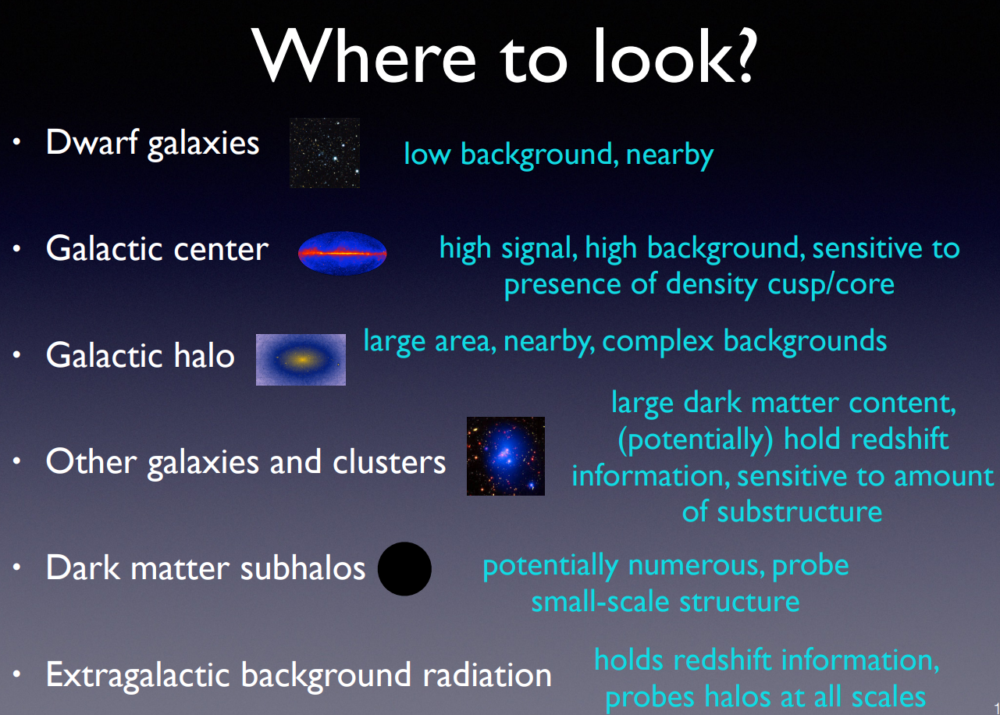 Where to look?
• Dwarf galaxies
low background, nearby
• Galactic center
high signal, high background, sensitive to
presence of density cusp/core
• Galactic halo
large area, nearby, complex backgrounds
• Other galaxies and clusters
large dark matter content,
(potentially) hold redshift
information, sensitive to amount
of substructure
• Dark matter subhalos
potentially numerous, probe
small-scale structure
• Extragalactic background radiation
holds redshift information,
probes halos at all scales